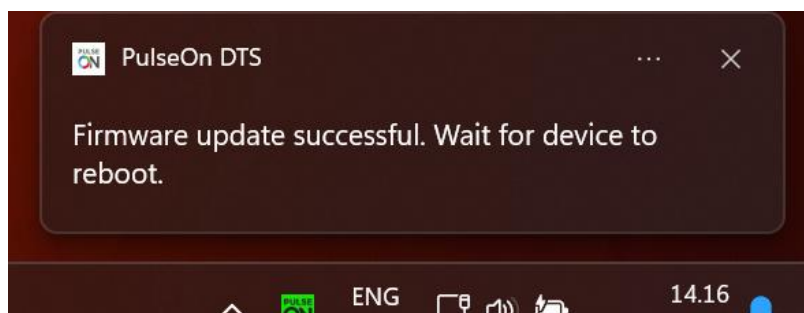 PULSE
ON
PulseOn DTS
Firmware update successful. Wait for device to
reboot.
PULSE
ON
ENG
14.16